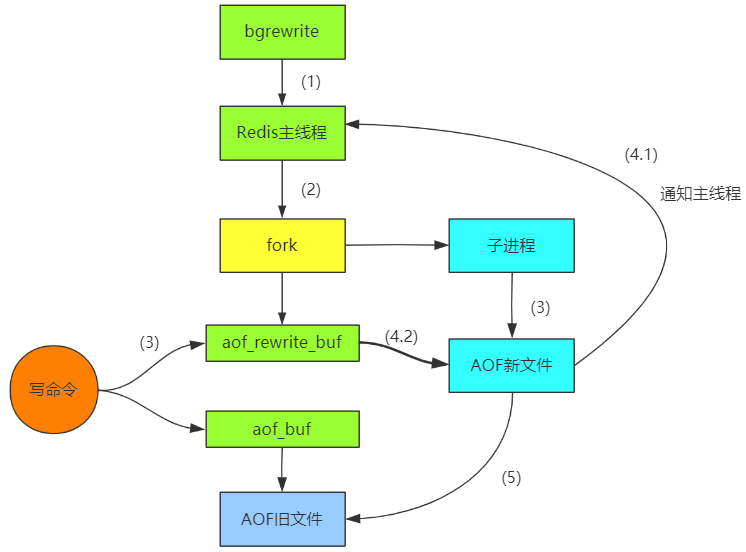 bgrewrite
(1)
Redis主线程
(4.1)
通知主线程
(2)
fork
子进程
(3)
(3)
aof_rewrite_buf
(4.2)
AOF新文件
写命令
aof_buf
(5)
AOF旧文件